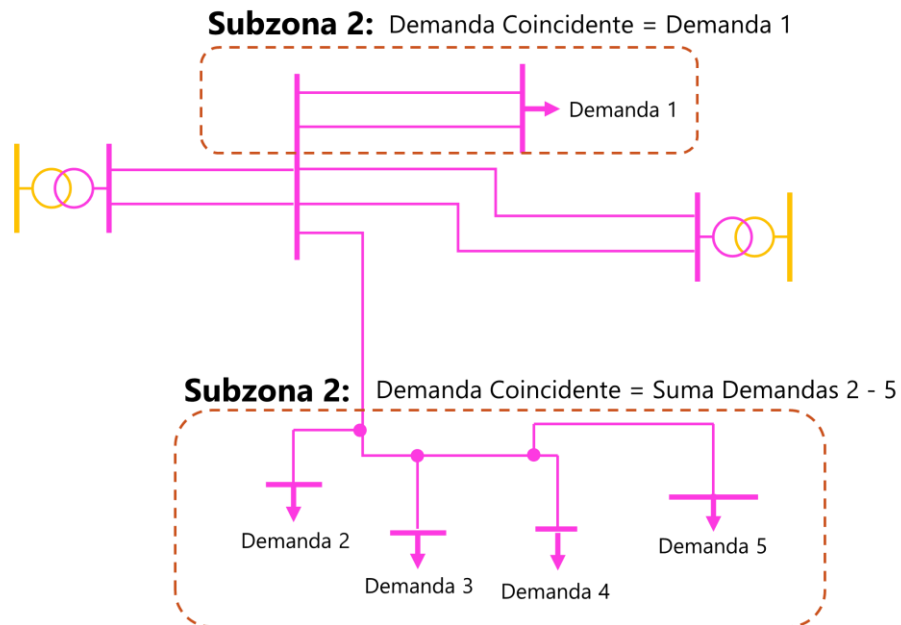 Subzona 2: Demanda Coincidente = Demanda 1
Demanda 1
Subzona 2: Demanda Coincidente = Suma Demandas 2 - 5
Demanda 2
Demanda 3
Demanda 4
Demanda 5